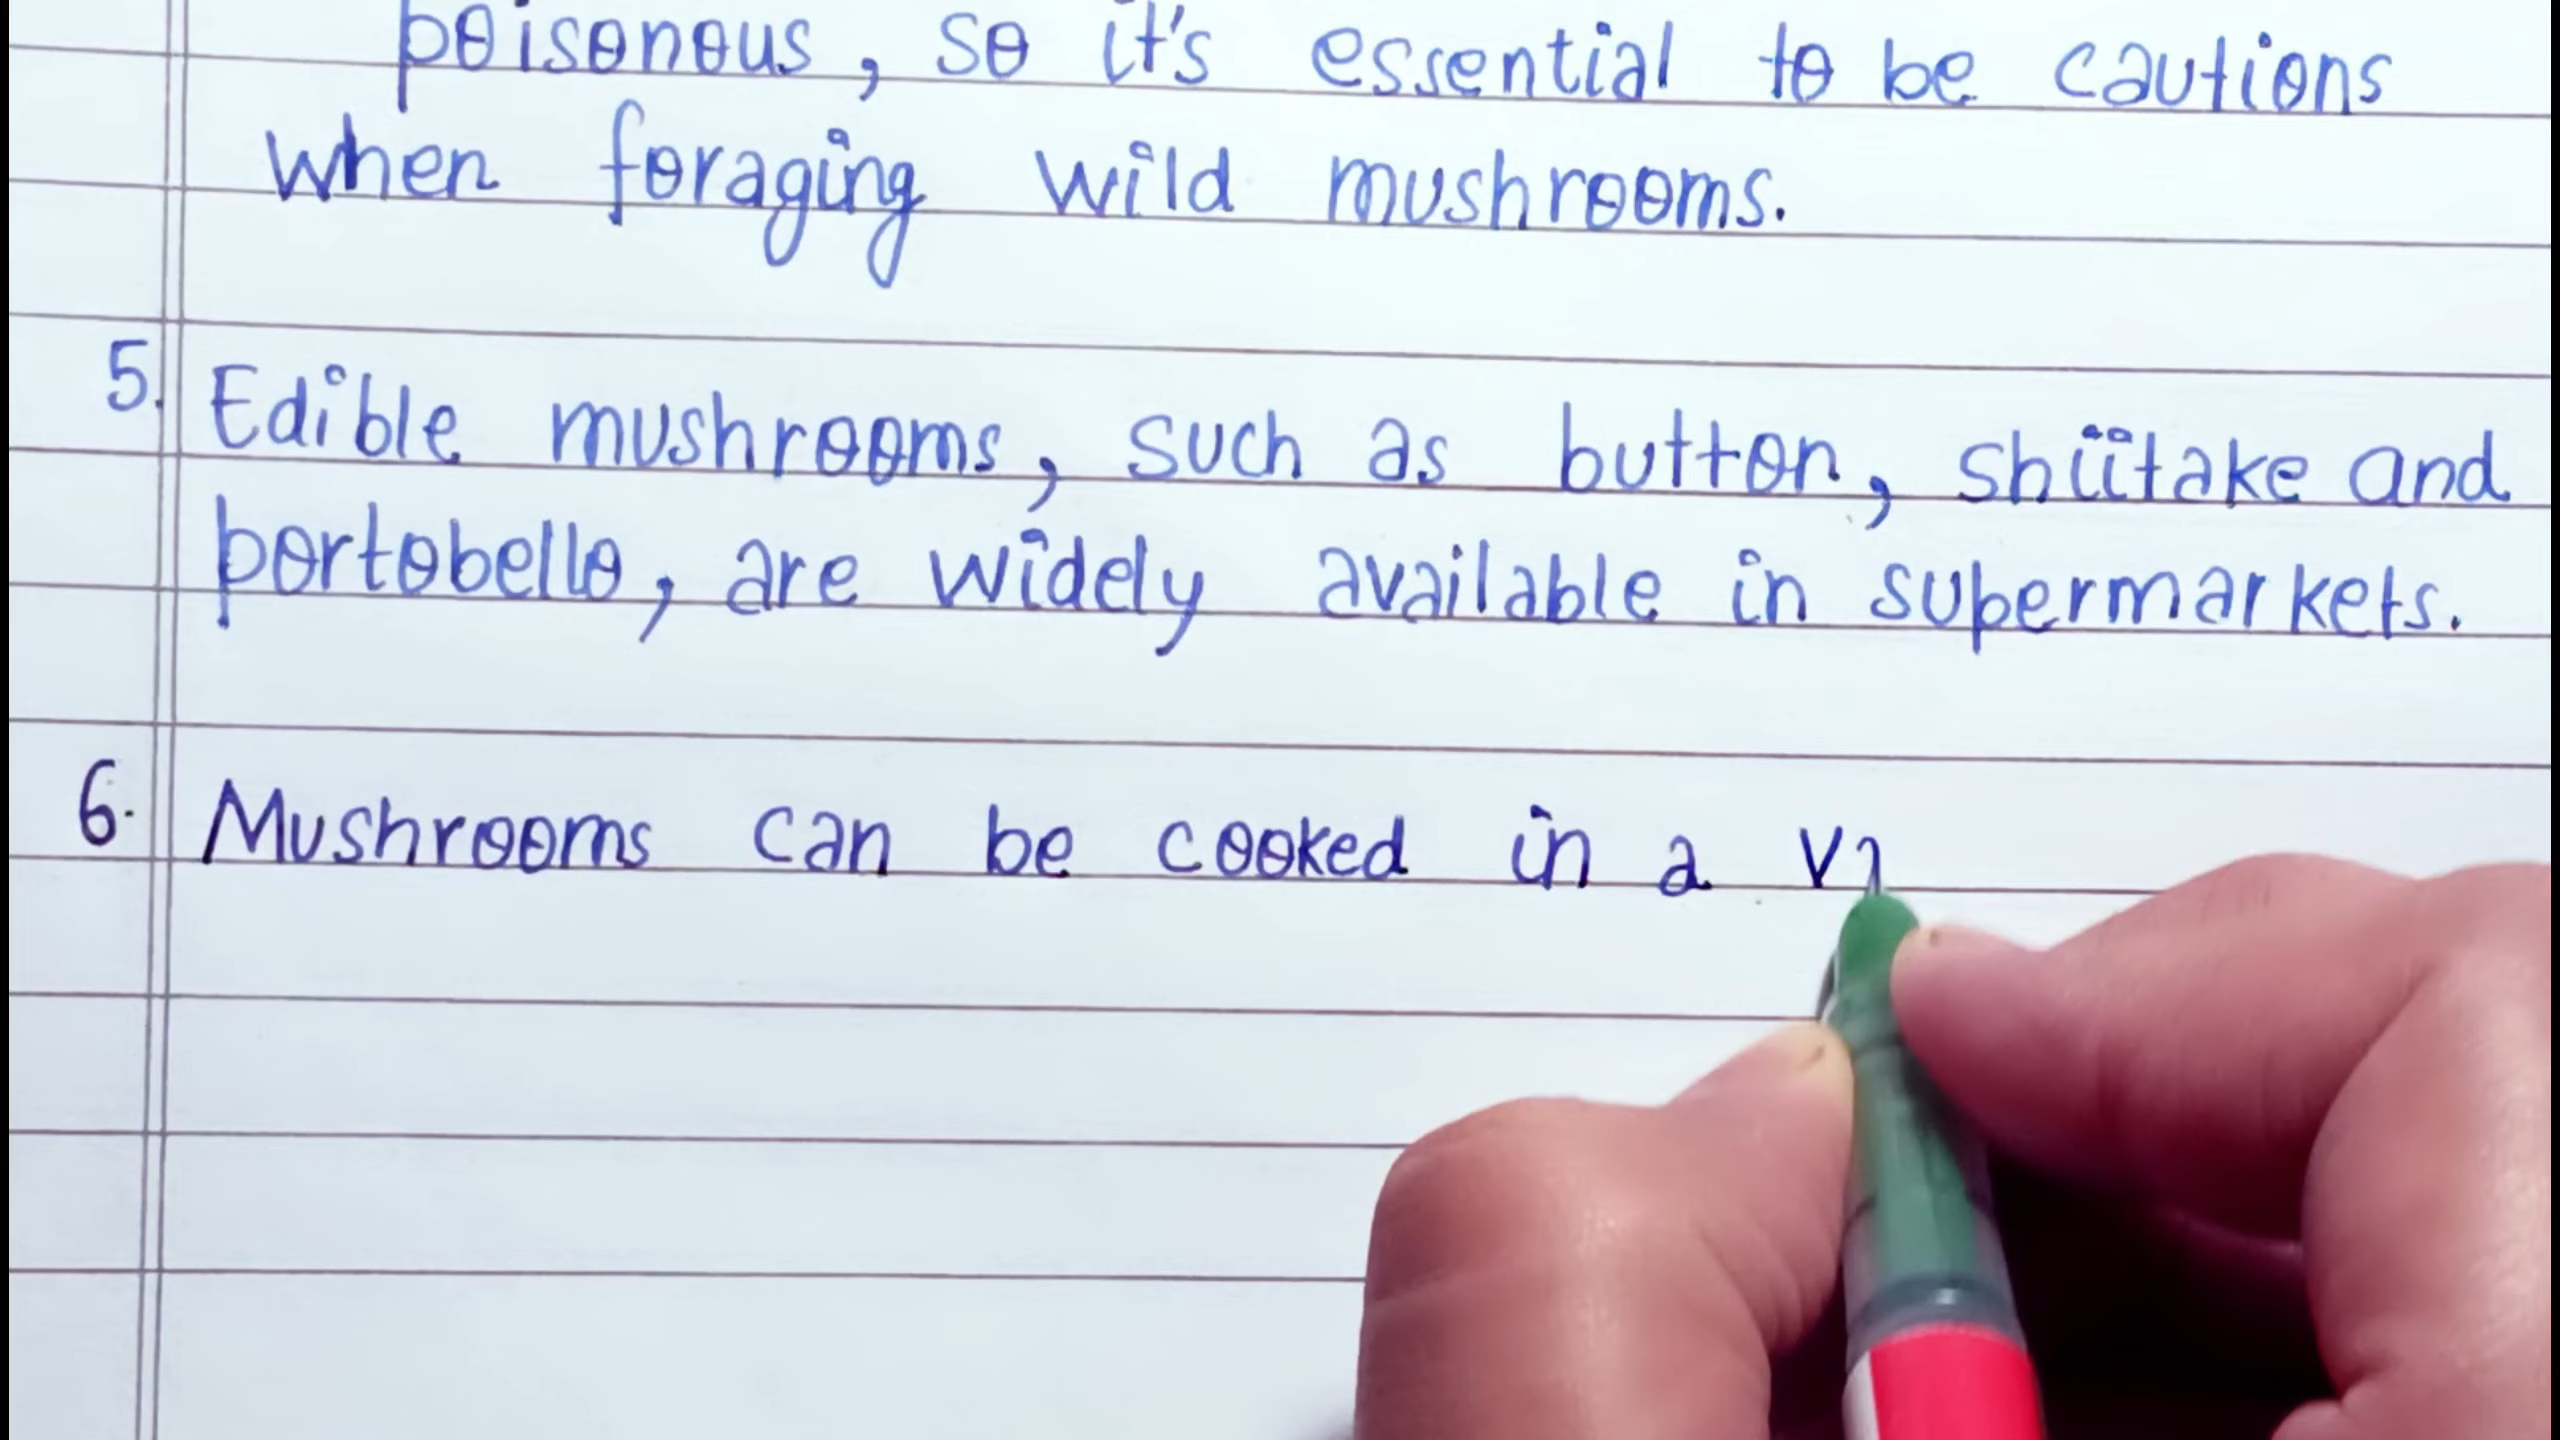 poisonous, so it's essential to be cautions
when foraging wild mushrooms.
5. Edible mushrooms, such as button, shiitake and
portobello, are widely available in supermarkets.
6. Mushrooms can be cooked in a